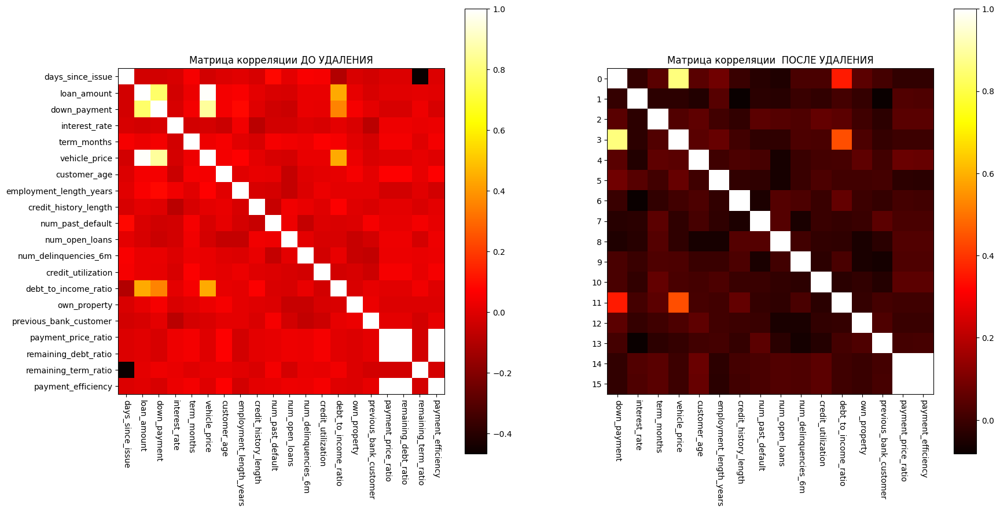 Матрица корреляции ДО УДАЛЕНИЯ
days_since_issue
loan_amount
down_payment
interest_rate
term_months
vehicle_price
customer_age
employment_length_years
credit_history_length
num_past_default
num_open_loans
num_delinquencies_6m
credit_utilization
debt_to_income_ratio
own_property
previous_bank_customer
payment_price_ratio
remaining_debt_ratio
remaining_term_ratio
payment_efficiency
days_since_issue
loan_amount
down_payment
interest_rate
term_months
vehicle_price
customer_age
employment_length_years
credit_history_length
num_past_default
num_open_loans
num_delinquencies_6m
credit_utilization
debt_to_income_ratio
own_property
previous_bank_customer
payment_price_ratio
remaining_debt_ratio
remaining_term_ratio
payment_efficiency
1.0
0.8
0.6
0.4
0.2
0.0
−0.2
−0.4
Матрица корреляции  ПОСЛЕ УДАЛЕНИЯ
0
1
2
3
4
5
6
7
8
9
10
11
12
13
14
15
down_payment
interest_rate
term_months
vehicle_price
customer_age
employment_length_years
credit_history_length
num_past_default
num_open_loans
num_delinquencies_6m
credit_utilization
debt_to_income_ratio
own_property
previous_bank_customer
payment_price_ratio
payment_efficiency
1.0
0.8
0.6
0.4
0.2
0.0